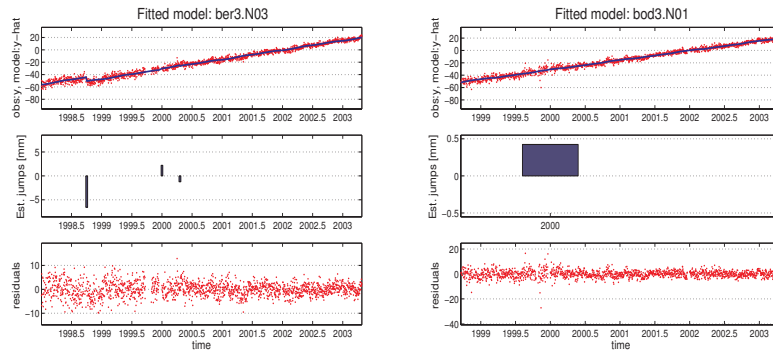 Fitted model: ber3.N03
obs:y, model:y-hat
20
0
-20
-40
-60
-80
1998.5 1999 1999.5 2000 2000.5 2001 2001.5 2002 2002.5 2003
Est. jumps [mm]
5
0
-5
1998.5 1999 1999.5 2000 2000.5 2001 2001.5 2002 2002.5 2003
residuals
10
0
-10
1998.5 1999 1999.5 2000 2000.5 2001 2001.5 2002 2002.5 2003
time
Fitted model: bod3.N01
obs:y, model:y-hat
20
0
-20
-40
-60
-80
1999 1999.5 2000 2000.5 2001 2001.5 2002 2002.5 2003
Est. jumps [mm]
0.5
0
-0.5
2000
residuals
20
0
-20
-40
1999 1999.5 2000 2000.5 2001 2001.5 2002 2002.5 2003
time